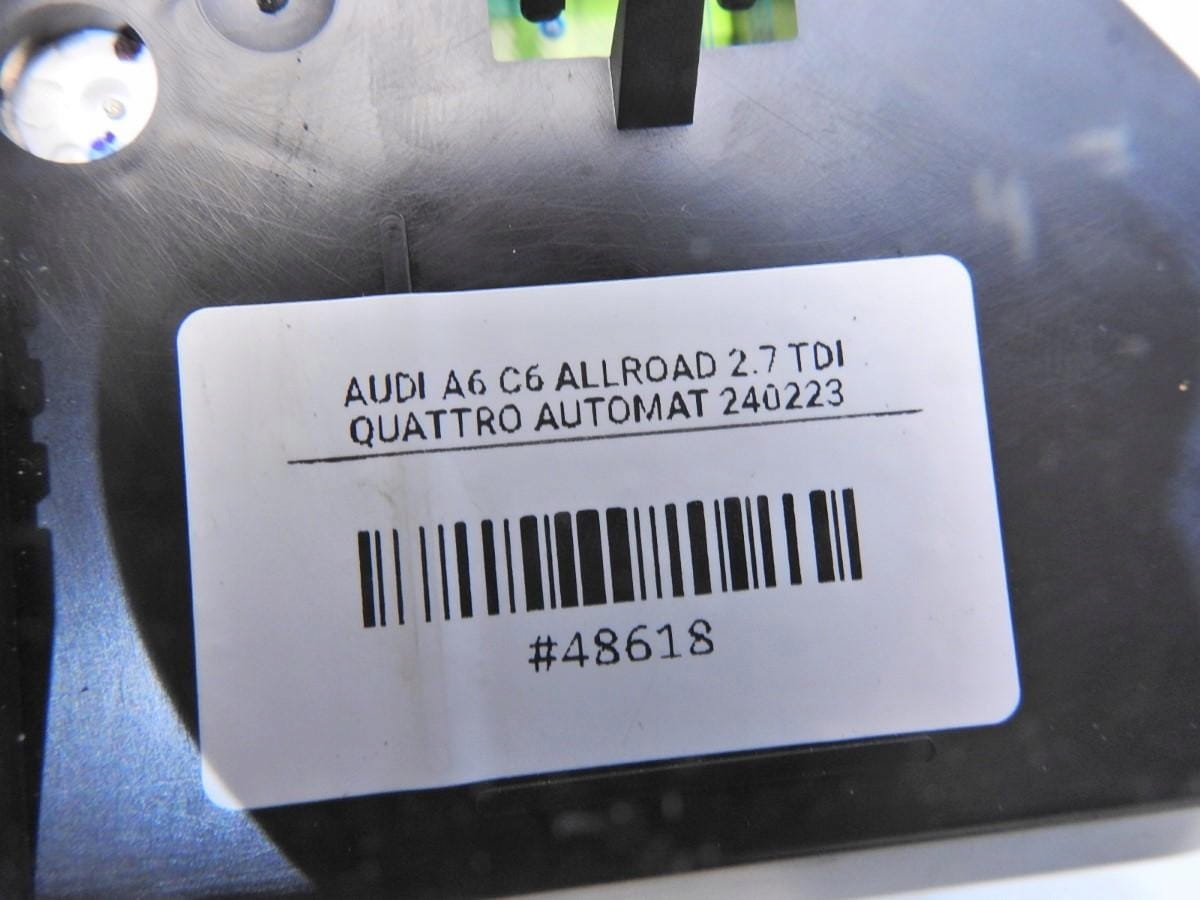 AUDI A6 C6 ALLROAD 2.7 TDI
QUATTRO AUTOMAT 240223
#48618